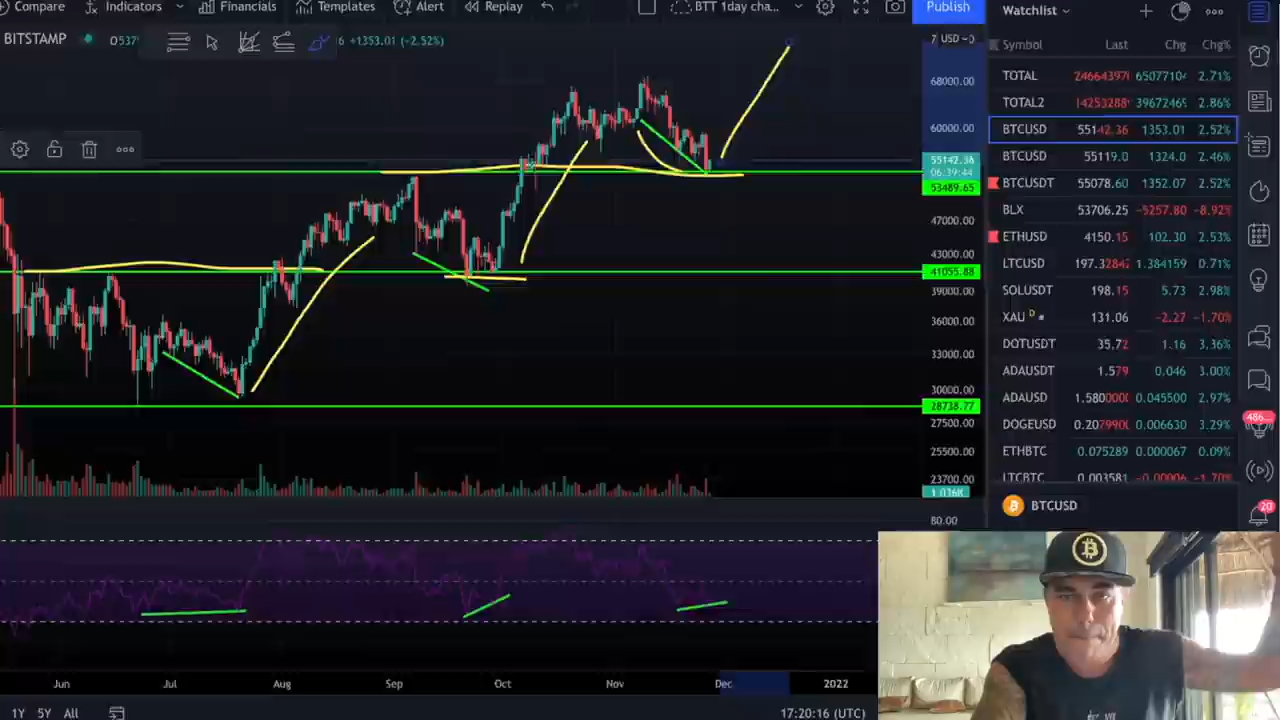 Compare Indicators Financials Templates Alert Replay BTT 1day cha... Publish
BITSTAMP +1353.01 (−2.52%)
USD
68000.00
60000.00
55142.36
06:39:44
53489.65
47000.00
43000.00
41055.88
39000.00
36000.00
33000.00
30000.00
28738.77
27500.00
25500.00
23700.00
1.036K
80.00
Jun Jul Aug Sep Oct Nov Dec 2022
1Y 5Y All
17:20:16 (UTC)
Watchlist
Symbol Last Chg Chg%
TOTAL 2.71%
TOTAL2 2.86%
BTCUSD 55142.36 1353.01 2.52%
BTCUSD 55119.0 1324.0 2.46%
BTCUSDT 55078.60 1352.07 2.52%
BLX 53706.25 −5257.80 −8.92%
ETHUSD 4150.15 102.30 2.53%
LTCUSD 197.3284 1.384159 0.71%
SOLUSDT 198.15 5.73 2.98%
XAU D 131.06 −2.27 −1.70%
DOTUSDT 35.72 1.16 3.36%
ADAUSDT 1.579 0.046 3.00%
ADAUSD 1.5800000 0.045500 2.97%
DOGEUSD 0.207990 0.006630 3.29%
ETHBTC 0.075289 0.000067 0.09%
LTCBTC 0.003581 −0.00006 −1.70%
BTCUSD
486...
20